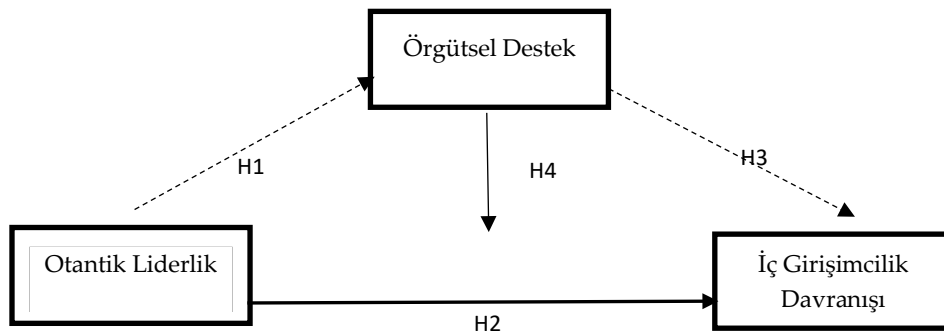 Örgütsel Destek
H1
H4
H3
Otantik Liderlik
İç Girişimcilik
Davranışı
H2